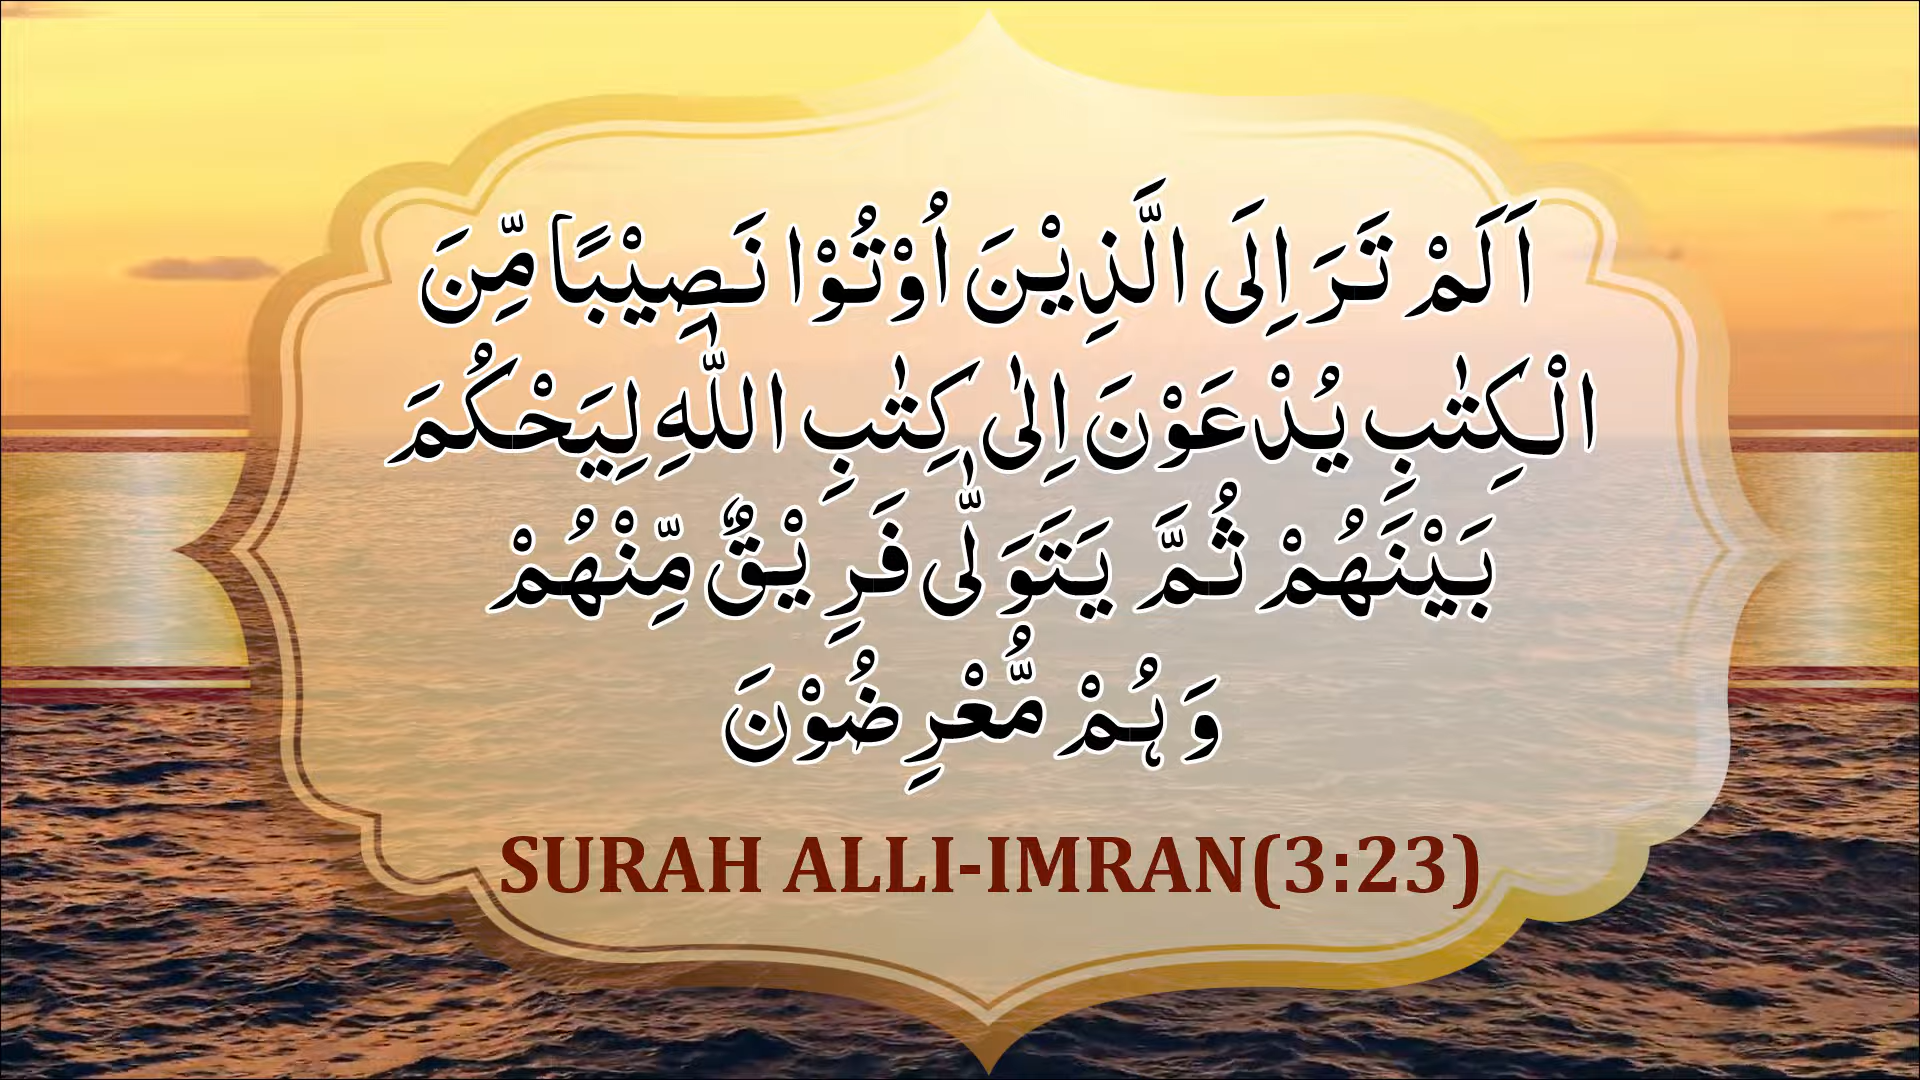 اَلَمْ تَرَ اِلَى الَّذِيْنَ اُوْتُوْا نَصِيْبًا مِّنَ
الْكِتٰبِ يُدْعَوْنَ اِلٰى كِتٰبِ اللّٰهِ لِيَحْكُمَ
بَيْنَهُمْ ثُمَّ يَتَوَلّٰى فَرِيْقٌ مِّنْهُمْ
وَہُمْ مُّعْرِضُوْنَ
SURAH ALLI-IMRAN(3:23)